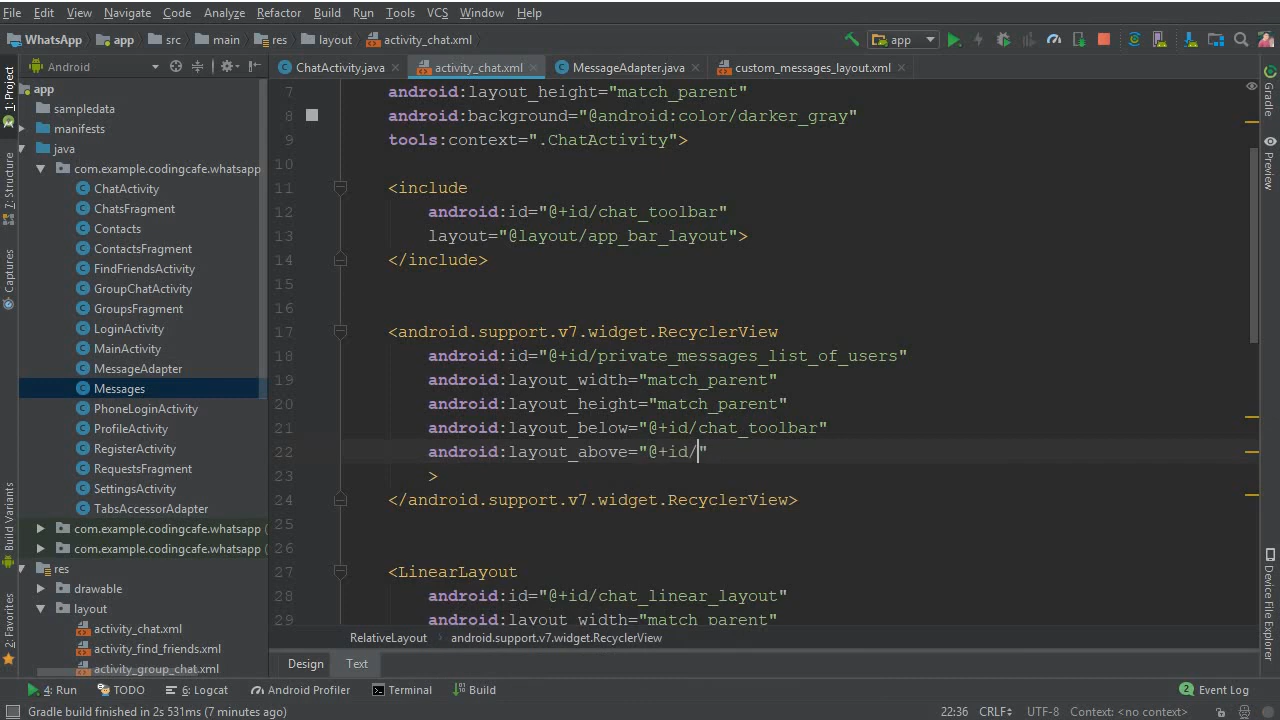 File Edit View Navigate Code Analyze Refactor Build Run Tools VCS Window Help
WhatsApp app src main res layout activity_chat.xml app
1: Project Android ChatActivity.java activity_chat.xml MessageAdapter.java custom_messages_layout.xml Gradle
app
sampledata
manifests
java
com.example.codingcafe.whatsapp
ChatActivity
ChatsFragment
Contacts
ContactsFragment
FindFriendsActivity
GroupChatActivity
GroupsFragment
LoginActivity
MainActivity
MessageAdapter
Messages
PhoneLoginActivity
ProfileActivity
RegisterActivity
RequestsFragment
SettingsActivity
TabsAccessorAdapter
com.example.codingcafe.whatsapp (
com.example.codingcafe.whatsapp (
res
drawable
layout
activity_chat.xml
activity_find_friends.xml
activity_group_chat.xml
7: Structure
Captures
Build Variants
2: Favorites
7 android:layout_height="match_parent"
8 android:background="@android:color/darker_gray"
9 tools:context=".ChatActivity">
10
11 <include
12 android:id="@+id/chat_toolbar"
13 layout="@layout/app_bar_layout">
14 </include>
15
16
17 <android.support.v7.widget.RecyclerView
18 android:id="@+id/private_messages_list_of_users"
19 android:layout_width="match_parent"
20 android:layout_height="match_parent"
21 android:layout_below="@+id/chat_toolbar"
22 android:layout_above="@+id/"
23 >
24 </android.support.v7.widget.RecyclerView>
25
26
27 <LinearLayout
28 android:id="@+id/chat_linear_layout"
29 android:layout_width="match_parent"
Preview
Device File Explorer
RelativeLayout android.support.v7.widget.RecyclerView
Design Text
4: Run TODO 6: Logcat Android Profiler Terminal Build 2 Event Log
Gradle build finished in 2s 531ms (7 minutes ago) 22:36 CRLF UTF-8 Context: <no context>